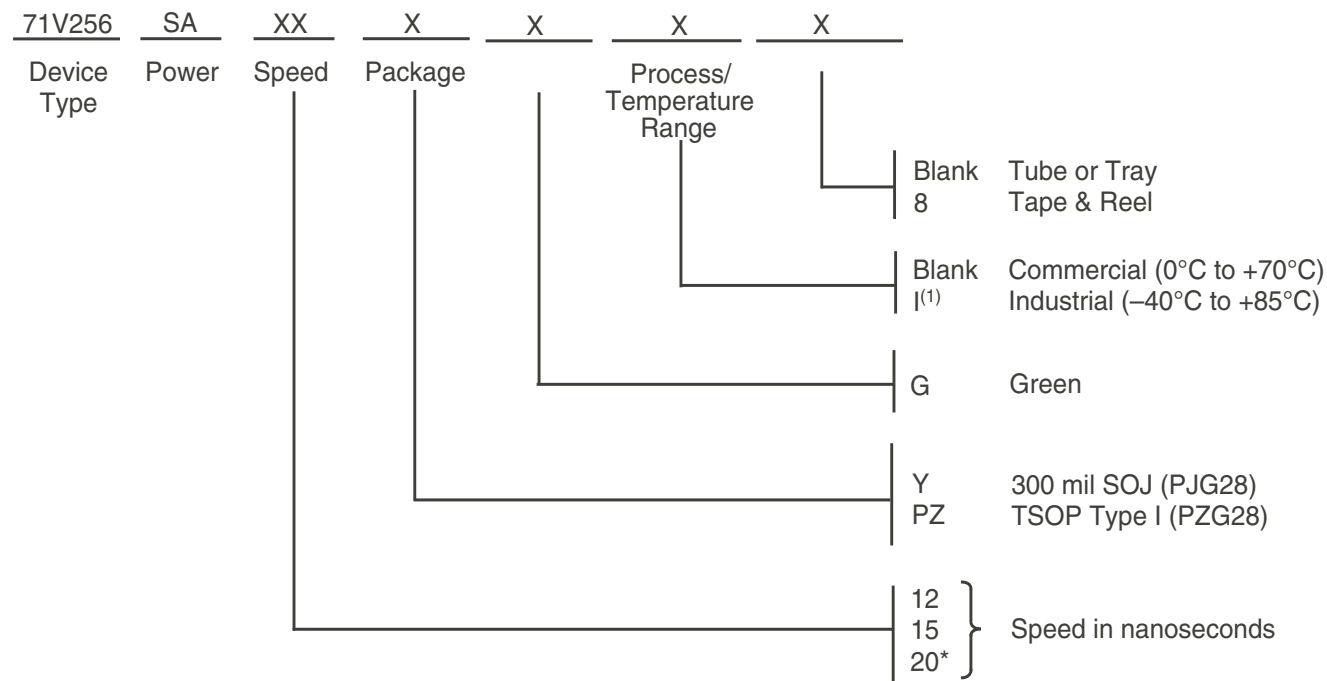 71V256 SA XX X X X X
Device Type Power Speed Package Process/ Temperature Range
Blank Tube or Tray
8 Tape & Reel
Blank Commercial (0°C to +70°C)
I(1) Industrial (–40°C to +85°C)
G Green
Y 300 mil SOJ (PJG28)
PZ TSOP Type I (PZG28)
12
15 Speed in nanoseconds
20*